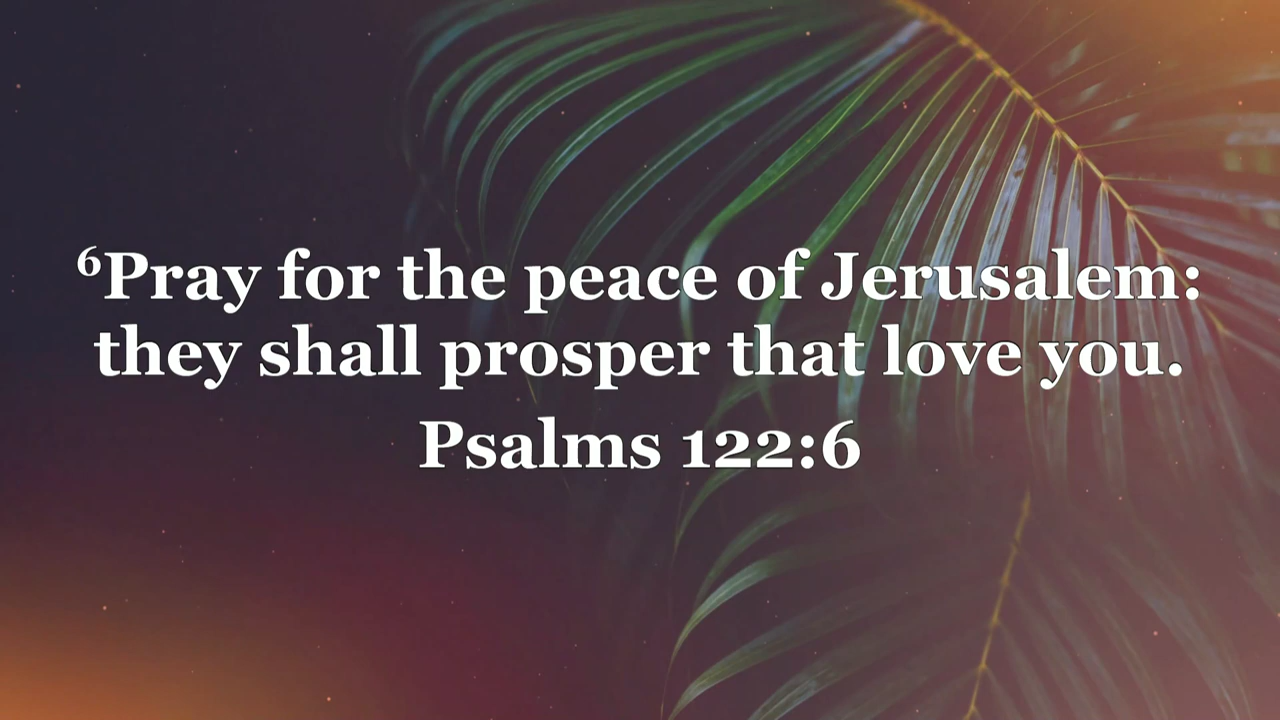 ⁶Pray for the peace of Jerusalem:
they shall prosper that love you.
Psalms 122:6